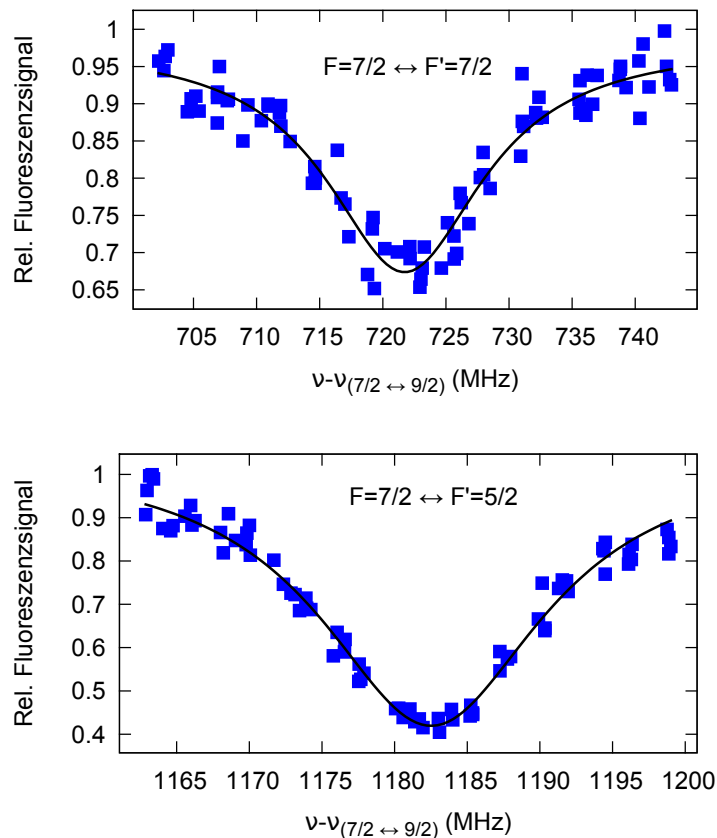 Rel. Fluoreszenzsignal
1
0.95
0.9
0.85
0.8
0.75
0.7
0.65
F=7/2 ↔ F'=7/2
705 710 715 720 725 730 735 740
ν-ν(7/2 ↔ 9/2) (MHz)
Rel. Fluoreszenzsignal
1
0.9
0.8
0.7
0.6
0.5
0.4
F=7/2 ↔ F'=5/2
1165 1170 1175 1180 1185 1190 1195 1200
ν-ν(7/2 ↔ 9/2) (MHz)